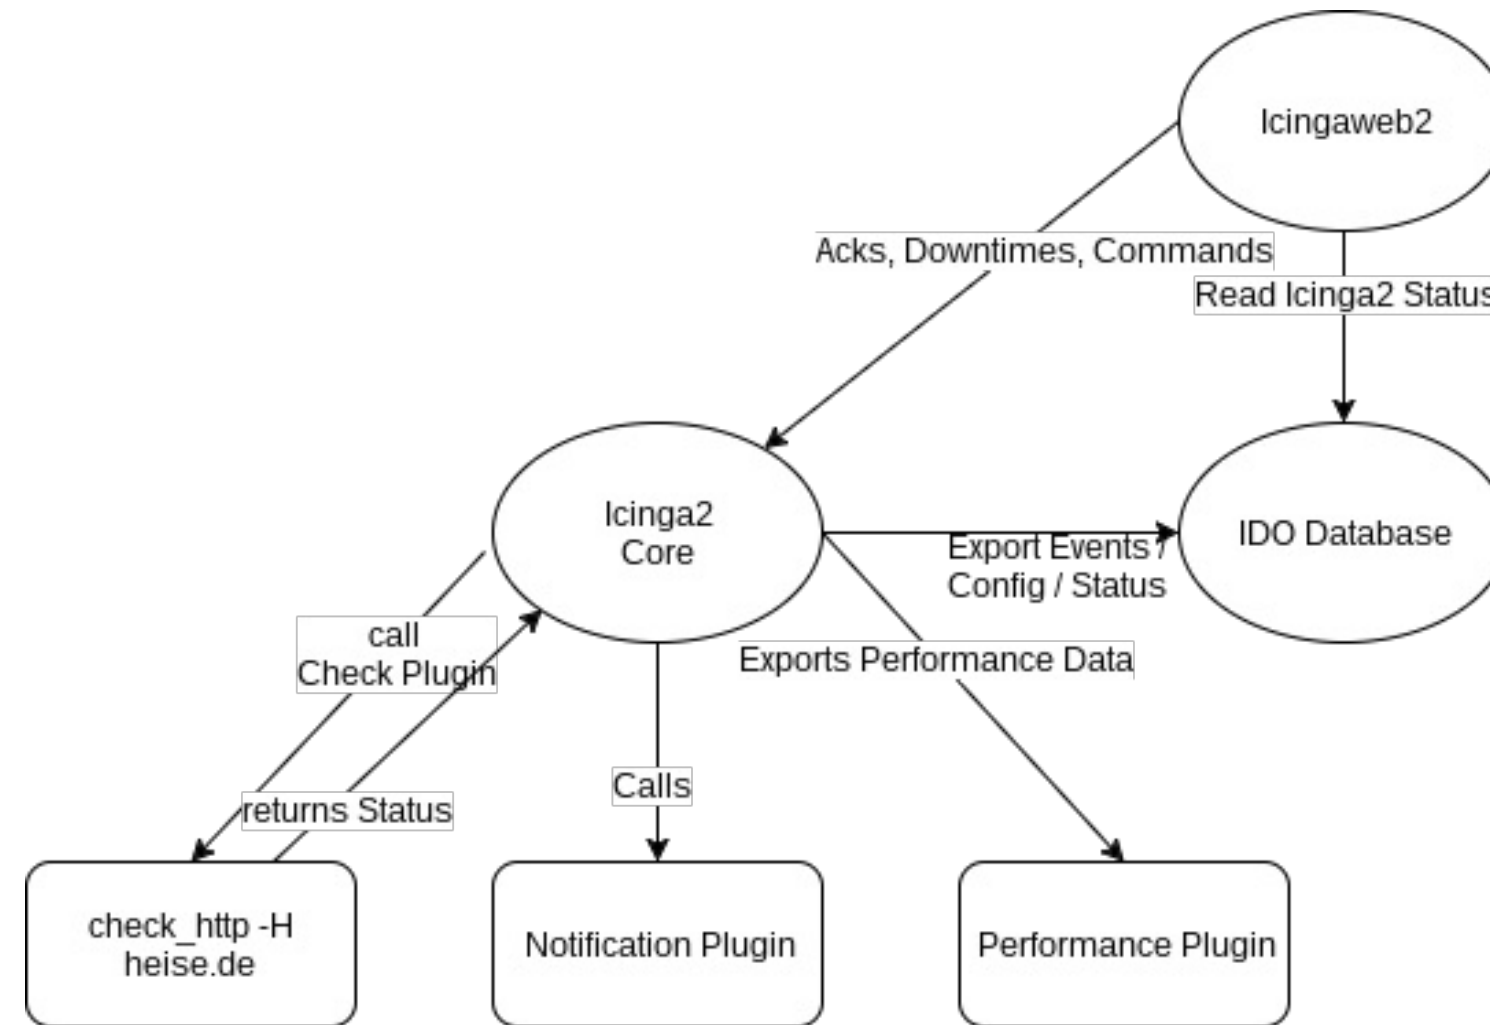 Icingaweb2
Acks, Downtimes, Commands
Read Icinga2 Status
Icinga2
Core
Export Events /
Config / Status
IDO Database
call
Check Plugin
Exports Performance Data
Calls
returns Status
check_http -H
heise.de
Notification Plugin
Performance Plugin